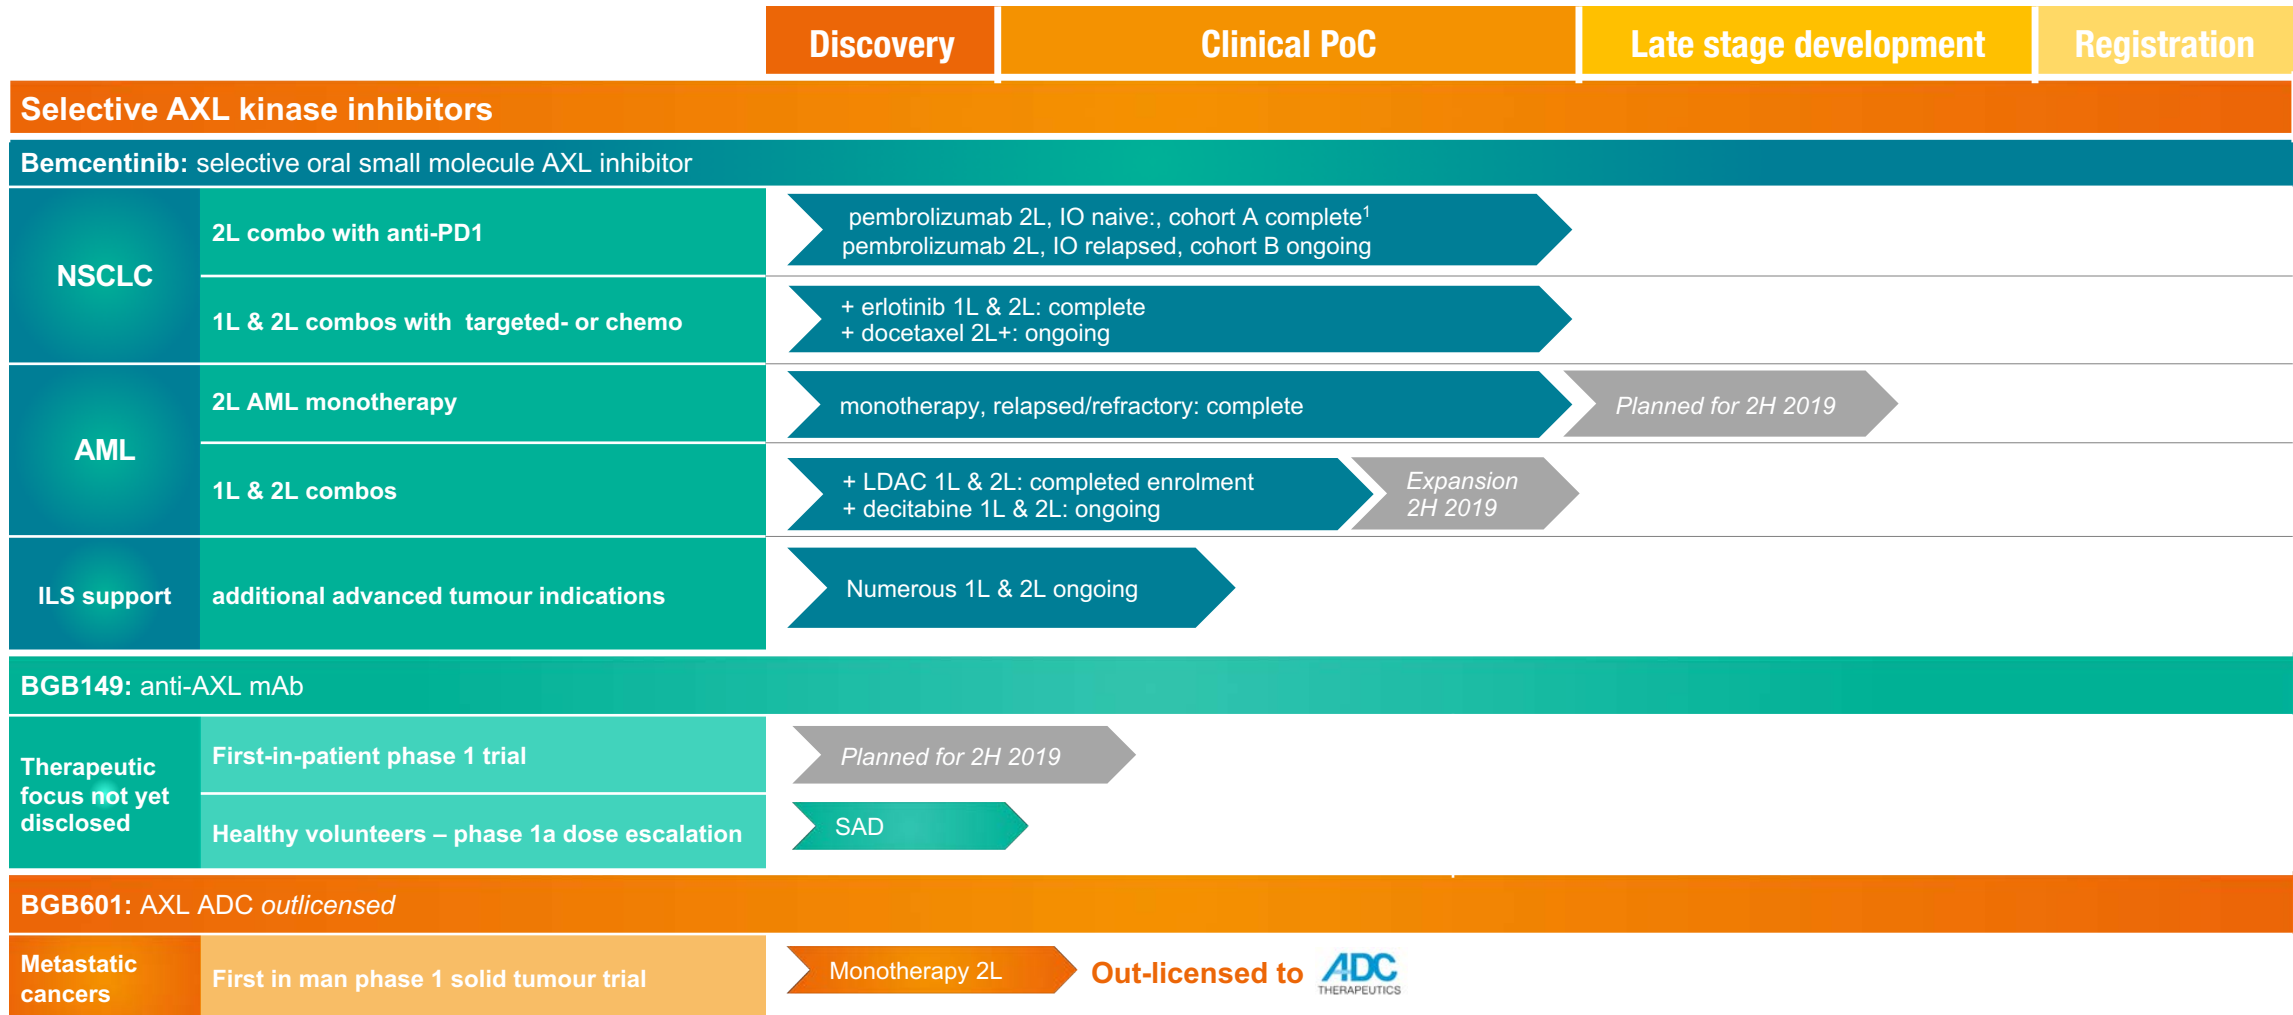 Discovery
Clinical PoC
Late stage development
Registration
Selective AXL kinase inhibitors
Bemcentinib: selective oral small molecule AXL inhibitor
NSCLC
2L combo with anti-PD1
pembrolizumab 2L, IO naive:, cohort A complete¹
pembrolizumab 2L, IO relapsed, cohort B ongoing
1L & 2L combos with targeted- or chemo
+ erlotinib 1L & 2L: complete
+ docetaxel 2L+: ongoing
AML
2L AML monotherapy
monotherapy, relapsed/refractory: complete
Planned for 2H 2019
1L & 2L combos
+ LDAC 1L & 2L: completed enrolment
+ decitabine 1L & 2L: ongoing
Expansion
2H 2019
ILS support
additional advanced tumour indications
Numerous 1L & 2L ongoing
BGB149: anti-AXL mAb
Therapeutic
focus not yet
disclosed
First-in-patient phase 1 trial
Planned for 2H 2019
Healthy volunteers – phase 1a dose escalation
SAD
BGB601: AXL ADC outlicensed
Metastatic
cancers
First in man phase 1 solid tumour trial
Monotherapy 2L
Out-licensed to
ADC
THERAPEUTICS